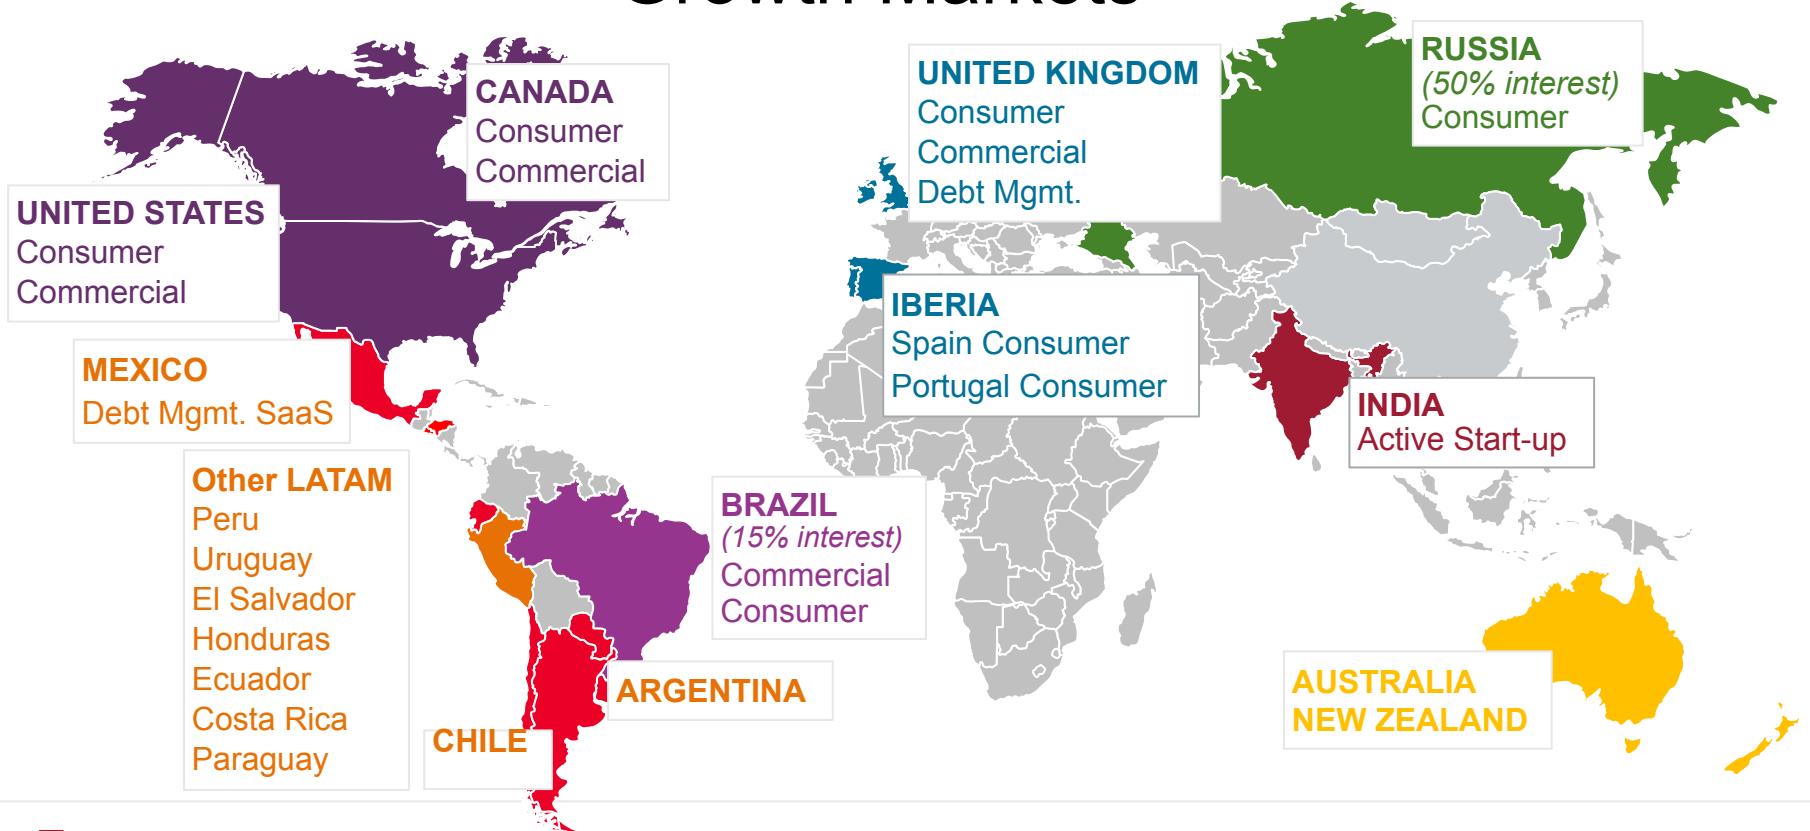 Growth Markets
CANADA
Consumer
Commercial
UNITED STATES
Consumer
Commercial
MEXICO
Debt Mgmt. SaaS
Other LATAM
Peru
Uruguay
El Salvador
Honduras
Ecuador
Costa Rica
Paraguay
CHILE
ARGENTINA
BRAZIL
(15% interest)
Commercial
Consumer
UNITED KINGDOM
Consumer
Commercial
Debt Mgmt.
IBERIA
Spain Consumer
Portugal Consumer
RUSSIA
(50% interest)
Consumer
INDIA
Active Start-up
AUSTRALIA
NEW ZEALAND